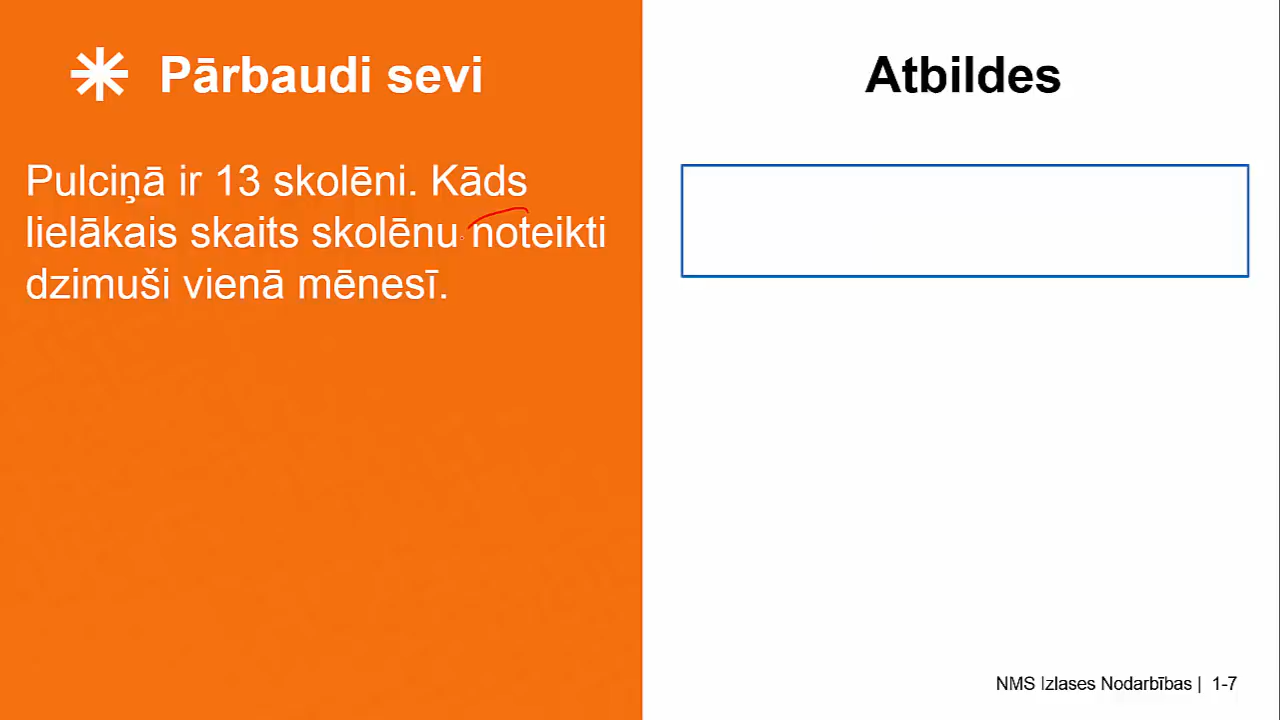 Pārbaudi sevi
Pulciņā ir 13 skolēni. Kāds
lielākais skaits skolēnu noteikti
dzimuši vienā mēnesī.
Atbildes
NMS Izlases Nodarbības | 1-7